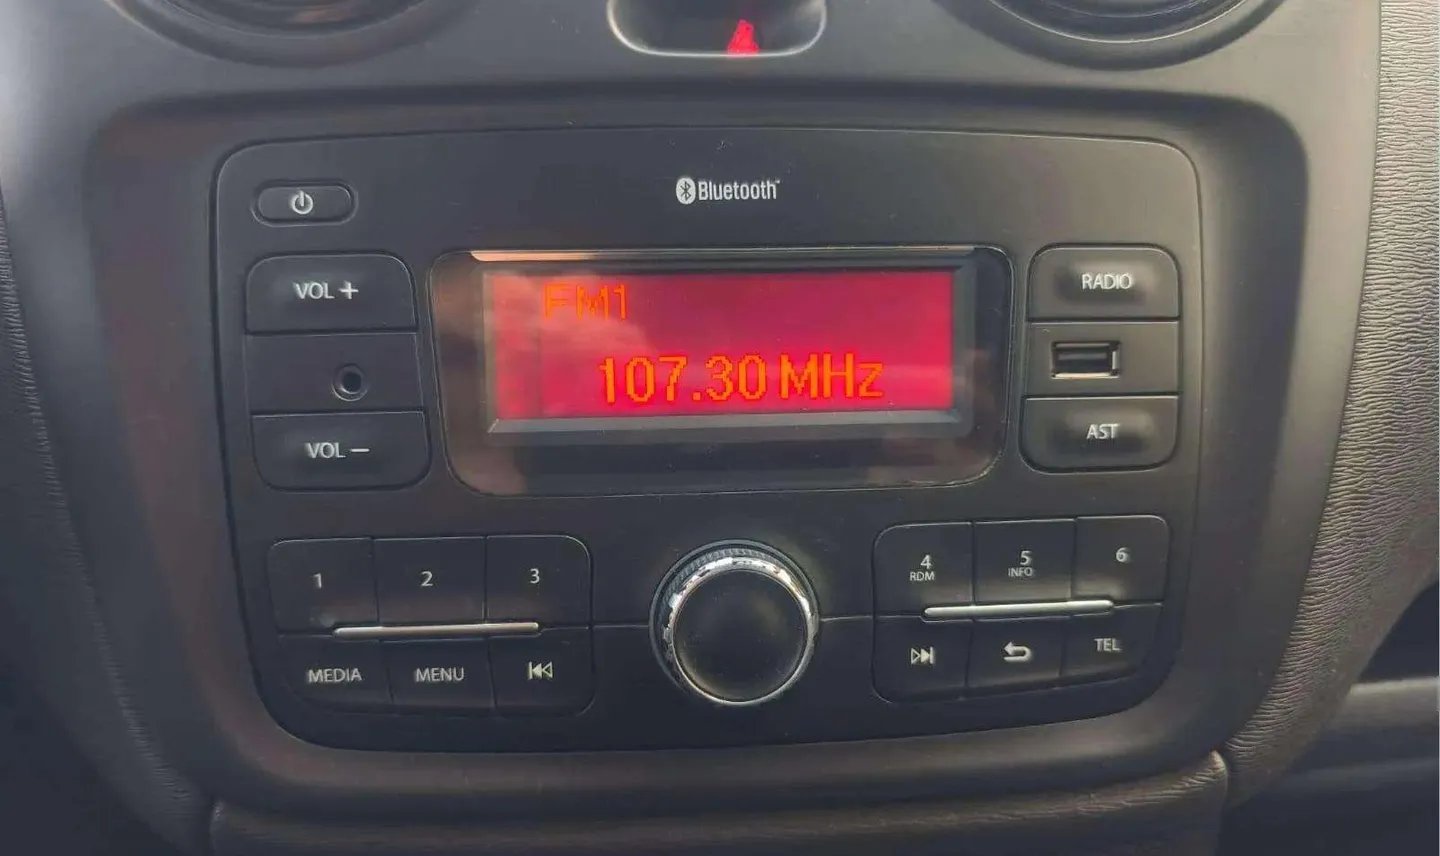 Bluetooth
VOL +
RADIO
FM1
107.30 MHz
VOL −
AST
1 2 3
4 5 6
RDM INFO
MEDIA MENU
TEL